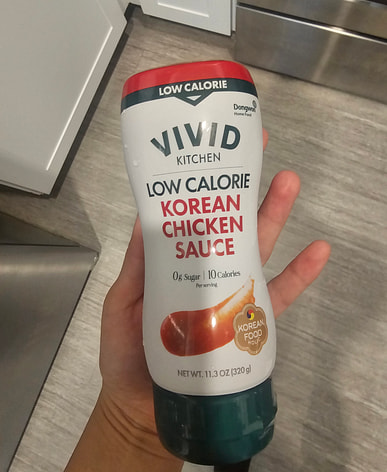 LOW CALORIE
Dongwon
VIVID
KITCHEN
LOW CALORIE
KOREAN
CHICKEN
SAUCE
0g Sugar | 10 Calories
Per serving
KOREAN
FOOD
NET WT. 11.3 OZ (320g)